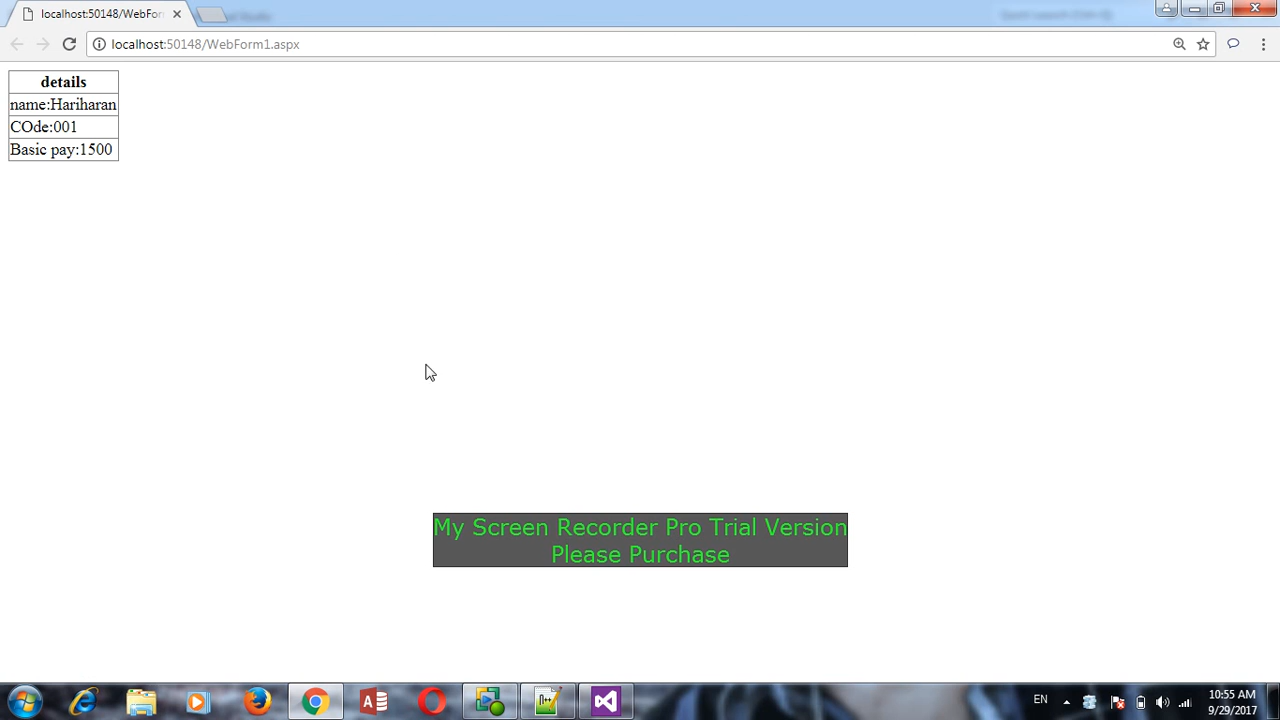 localhost:50148/WebFor
localhost:50148/WebForm1.aspx
details
name:Hariharan
COde:001
Basic pay:1500
My Screen Recorder Pro Trial Version
Please Purchase
EN
10:55 AM
9/29/2017